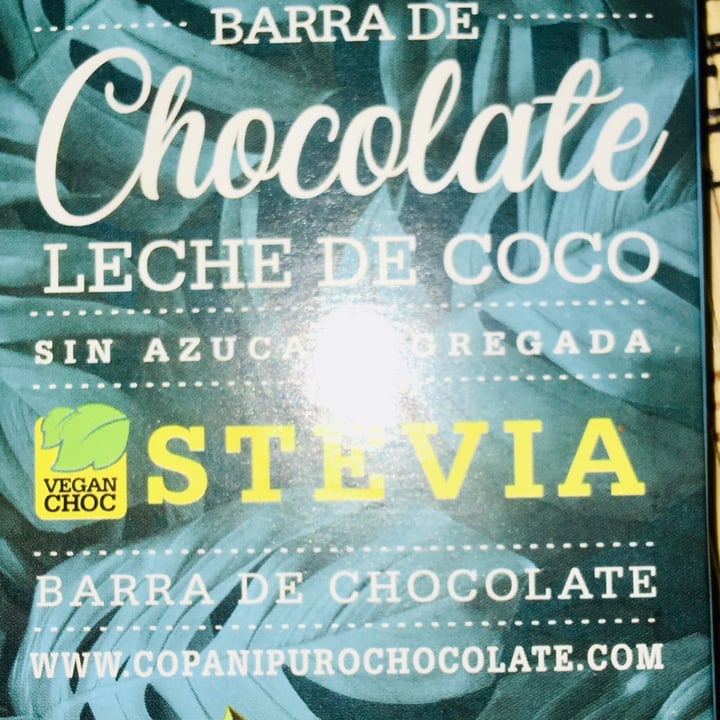 BARRA DE
Chocolate
LECHE DE COCO
SIN AZUCA GREGADA
VEGAN
CHOC
STEVIA
BARRA DE CHOCOLATE
WWW.COPANIPUROCHOCOLATE.COM